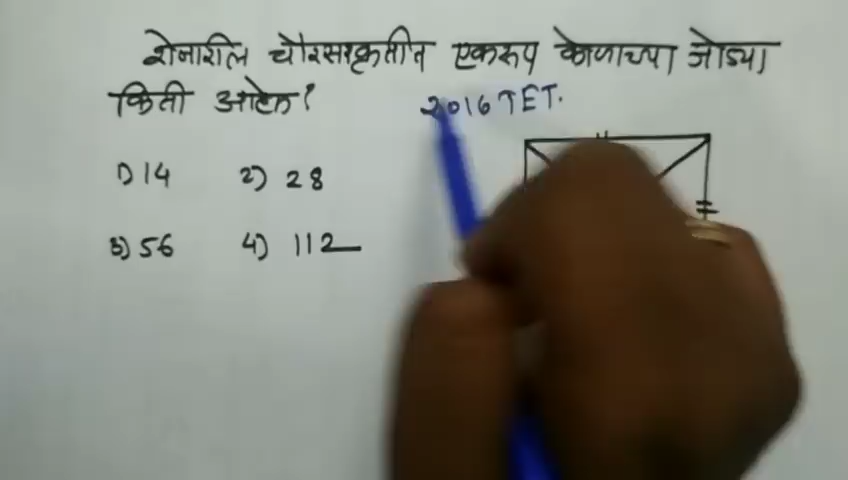 शेजारील चौरसाकृतीत एकरूप कोणाच्या जोड्या
किती आहेत?
2016 TET.
1) 14 2) 28
3) 56 4) 112